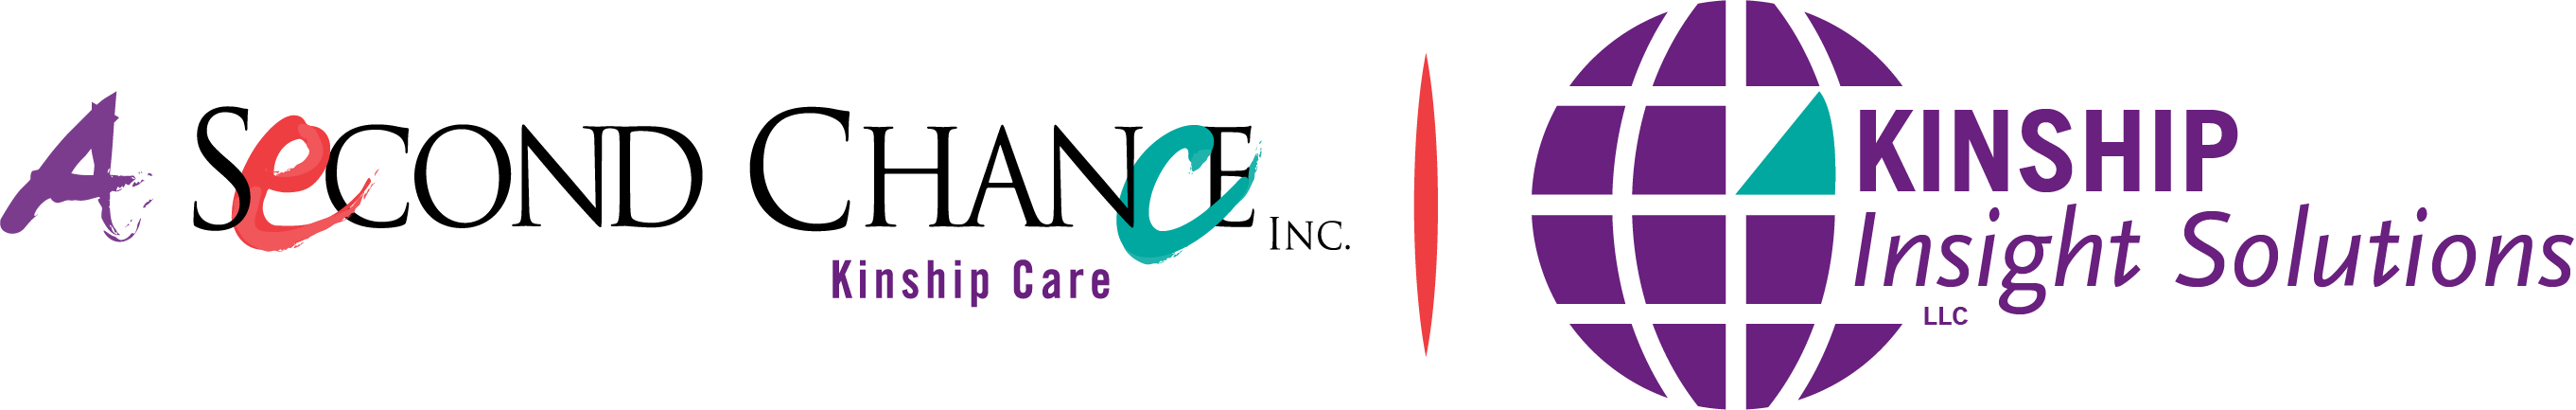 A Second Chance Inc.
Kinship Care
KINSHIP
Insight Solutions
LLC